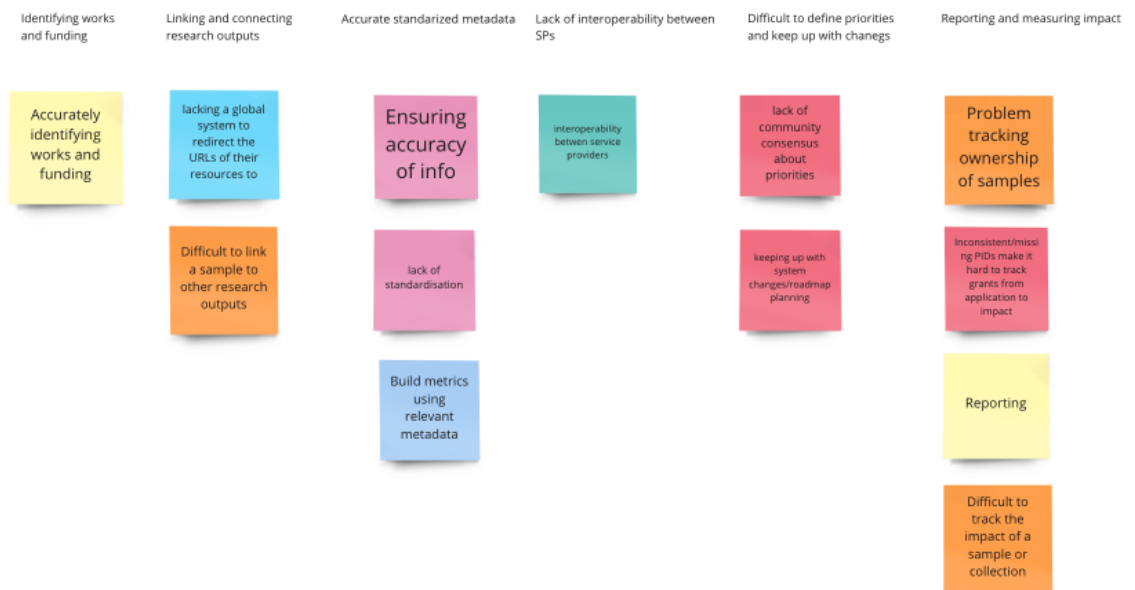 Identifying works
and funding
Linking and connecting
research outputs
Accurate standarized metadata
Lack of interoperability between
SPs
Difficult to define priorities
and keep up with chanegs
Reporting and measuring impact
Accurately
identifying
works and
funding
lacking a global
system to
redirect the
URLs of their
resources to
Difficult to link
a sample to
other research
outputs
Ensuring
accuracy
of info
lack of
standardisation
Build metrics
using
relevant
metadata
interoperability
betwen service
providers
lack of
community
consensus
about
priorities
keeping up with
system
changes/roadmap
planning
Problem
tracking
ownership
of samples
Inconsistent/missi
ng PIDs make it
hard to track
grants from
application to
impact
Reporting
Difficult to
track the
impact of a
sample or
collection